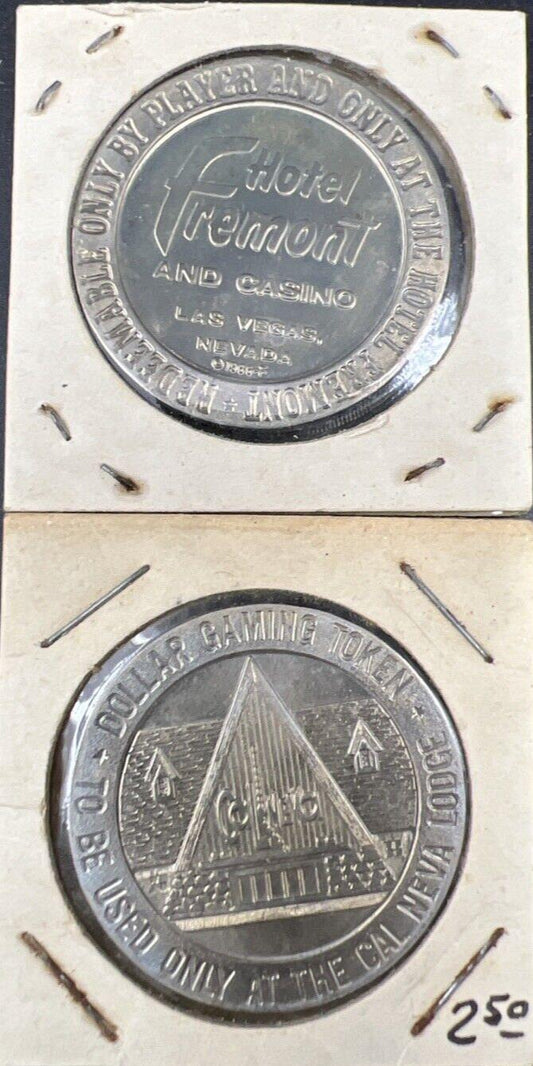 REDEEMABLE ONLY BY PLAYER AND ONLY AT THE HOTEL FREMONT
Hotel
Fremont
AND CASINO
LAS VEGAS,
NEVADA
DOLLAR GAMING TOKEN
TO BE USED ONLY AT THE CAL NEVA LODGE
2.50